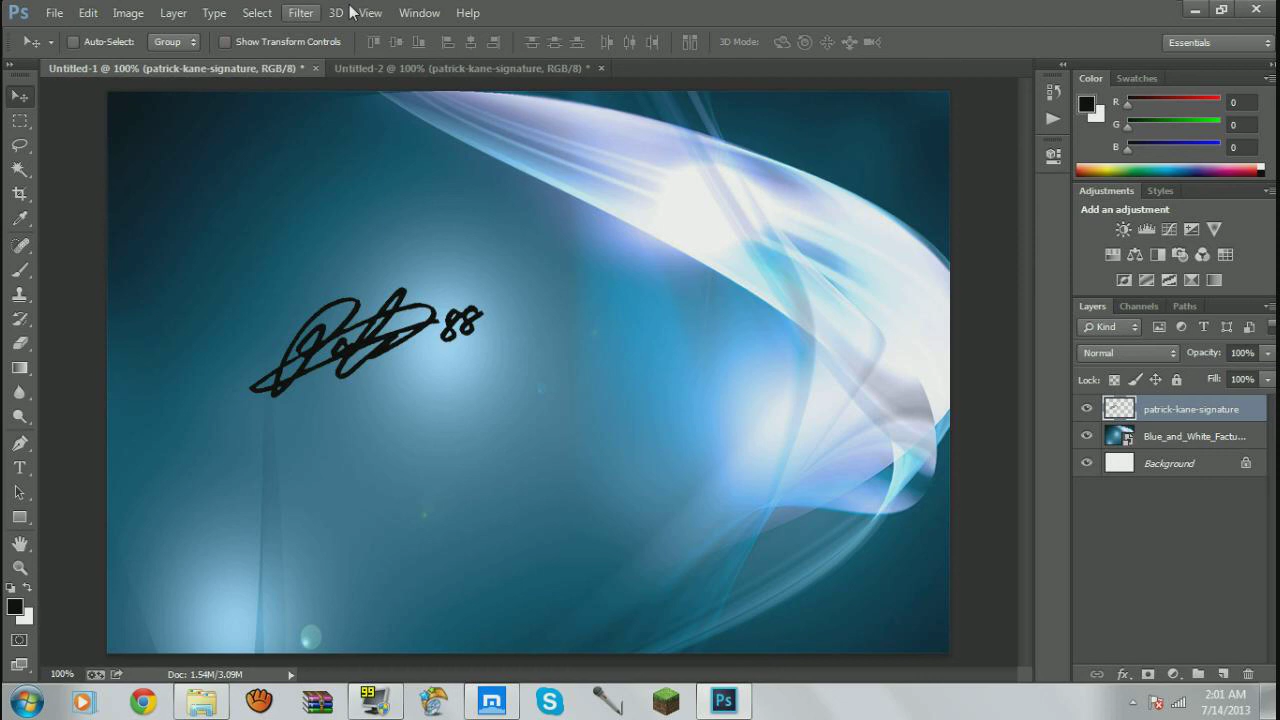 Ps File Edit Image Layer Type Select Filter 3D View Window Help
Auto-Select: Group Show Transform Controls 3D Mode: Essentials
Untitled-1 @ 100% (patrick-kane-signature, RGB/8) * × Untitled-2 @ 100% (patrick-kane-signature, RGB/8) * ×
Color Swatches
R 0
G 0
B 0
Adjustments Styles
Add an adjustment
88
Layers Channels Paths
Kind
Normal Opacity: 100%
Lock: Fill: 100%
patrick-kane-signature
Blue_and_White_Factu...
Background
T
100% Doc: 1.54M/3.09M
fx
99 m S Ps
2:01 AM
7/14/2013